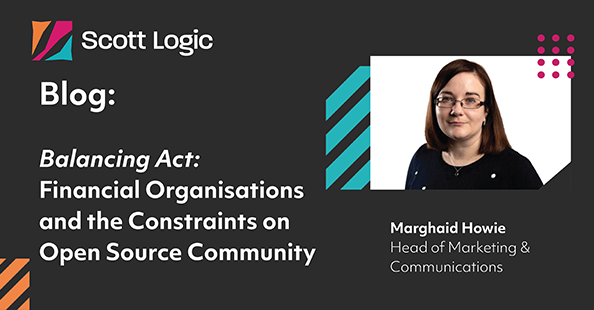 Scott Logic
Blog:
Balancing Act:
Financial Organisations
and the Constraints on
Open Source Community
Marghaid Howie
Head of Marketing &
Communications